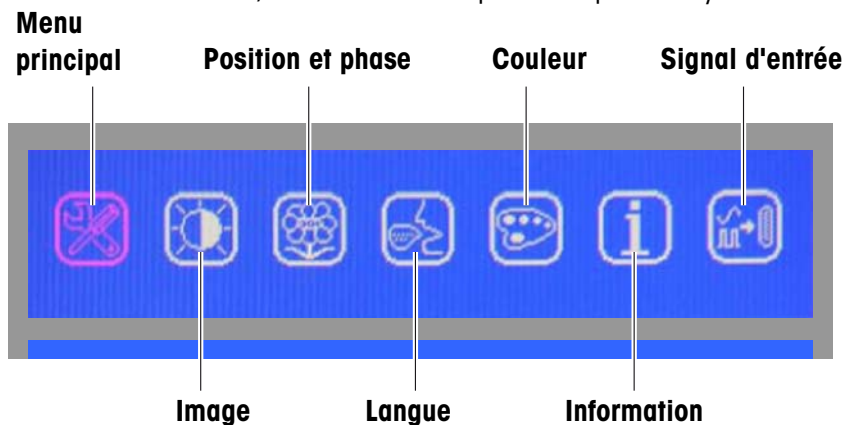 Menu
principal
Position et phase
Couleur
Signal d'entrée
i
Image
Langue
Information